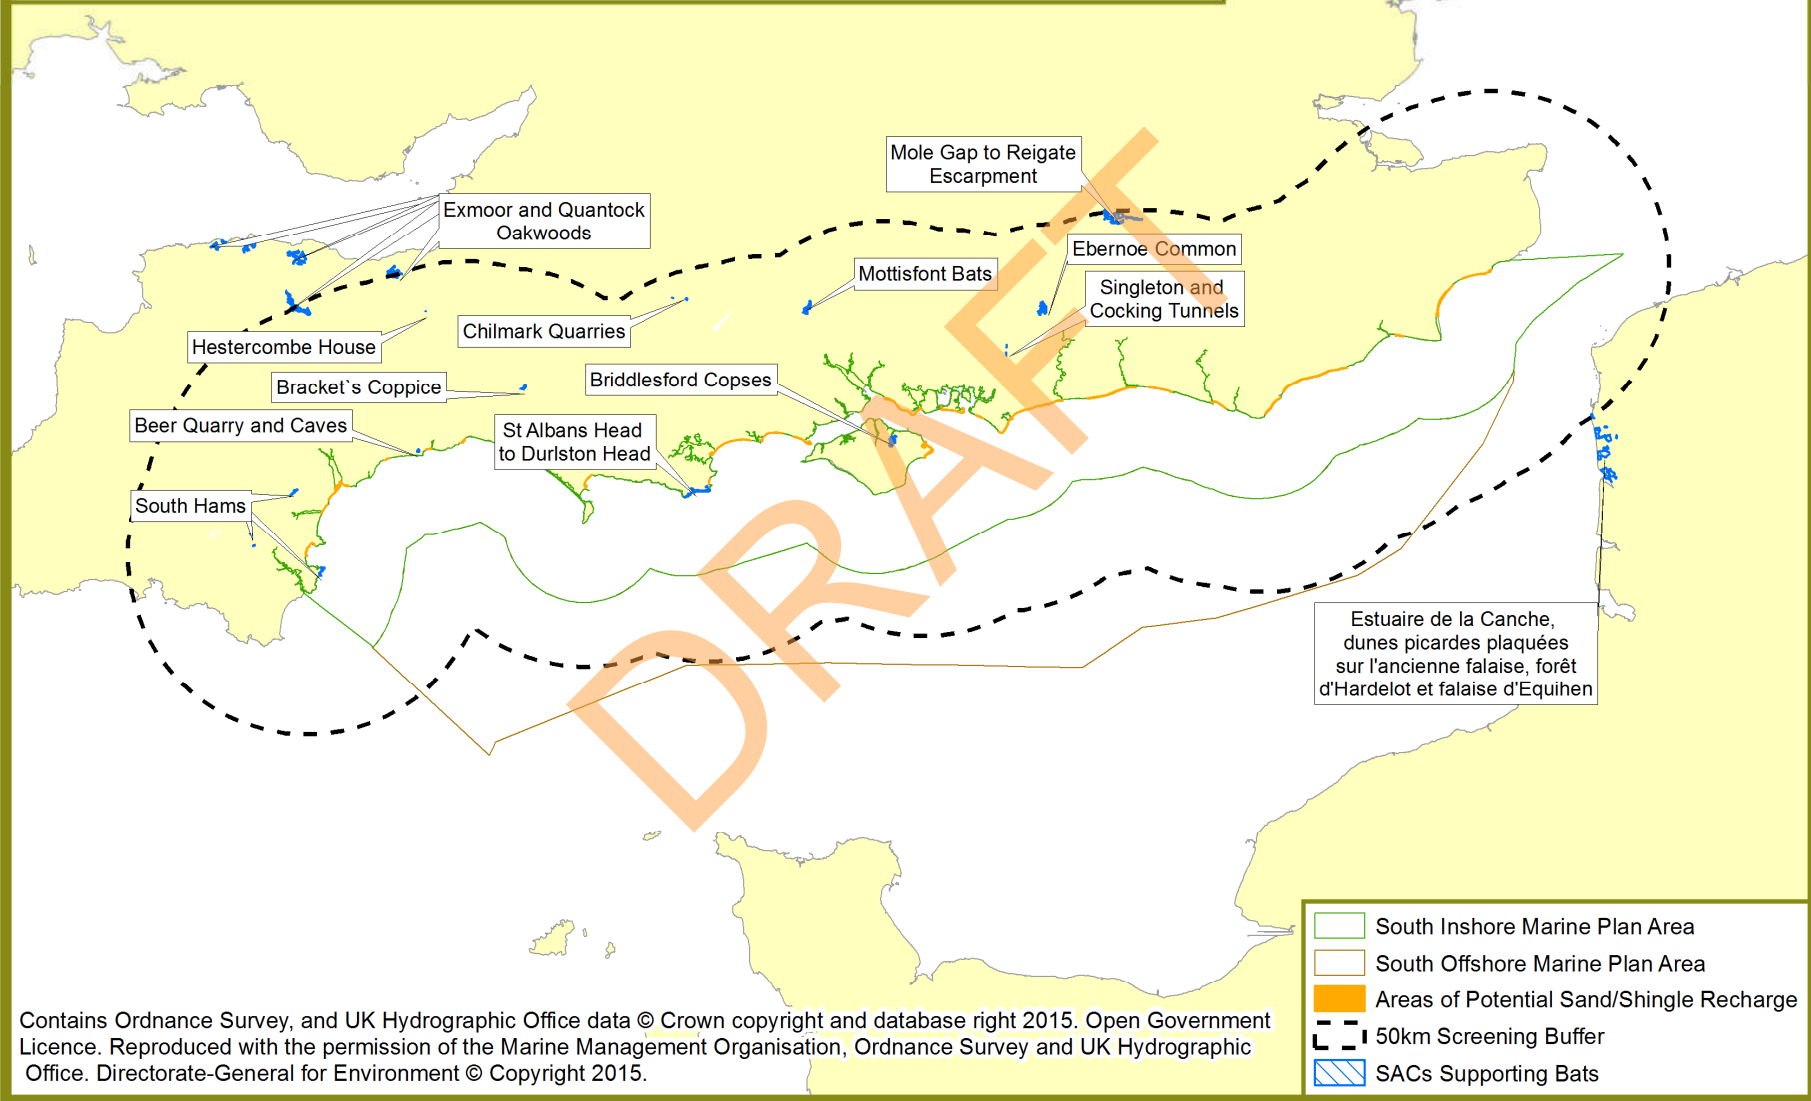 Mole Gap to Reigate
Escarpment
Exmoor and Quantock
Oakwoods
Ebernoe Common
Mottisfont Bats
Singleton and
Cocking Tunnels
Chilmark Quarries
Hestercombe House
Briddlesford Copses
Bracket`s Coppice
Beer Quarry and Caves
St Albans Head
to Durlston Head
South Hams
DRAFT
Estuaire de la Canche,
dunes picardes plaquées
sur l'ancienne falaise, forêt
d'Hardelot et falaise d'Equihen
South Inshore Marine Plan Area
South Offshore Marine Plan Area
Areas of Potential Sand/Shingle Recharge
50km Screening Buffer
SACs Supporting Bats
Contains Ordnance Survey, and UK Hydrographic Office data © Crown copyright and database right 2015. Open Government
Licence. Reproduced with the permission of the Marine Management Organisation, Ordnance Survey and UK Hydrographic
Office. Directorate-General for Environment © Copyright 2015.